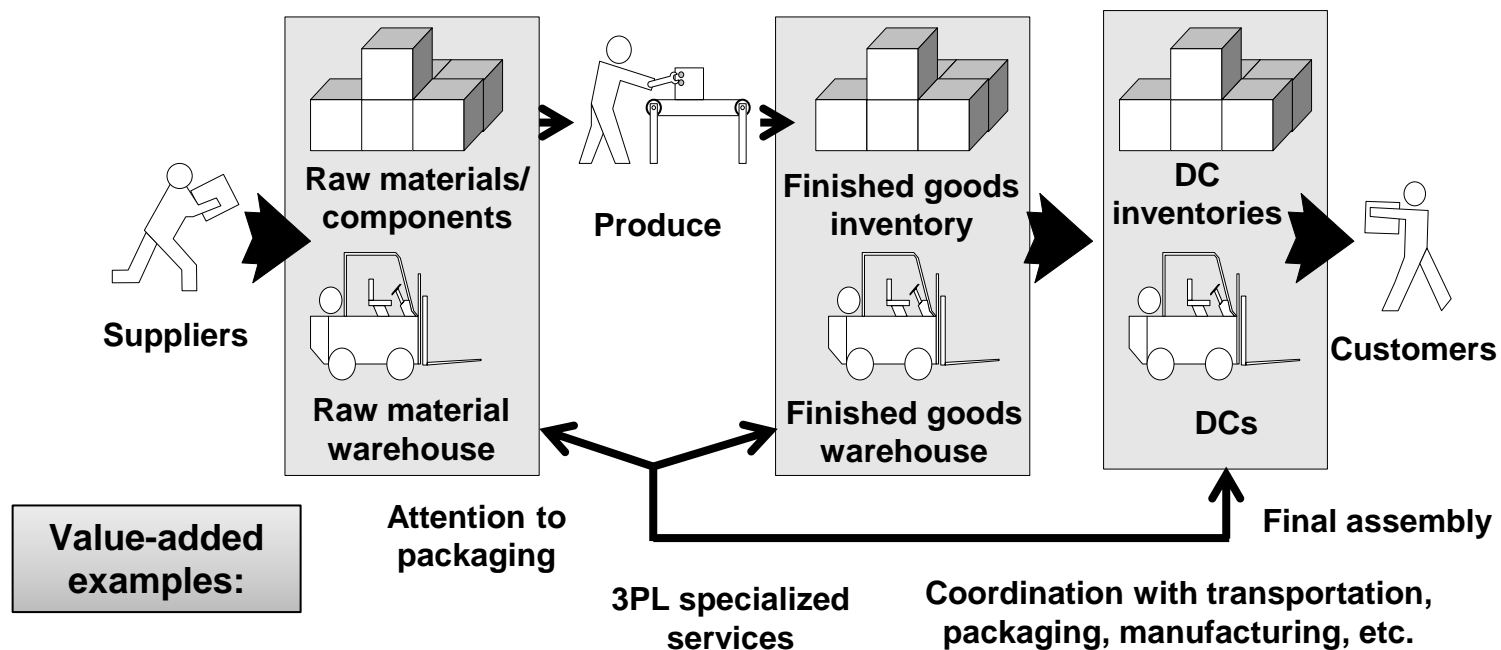 Raw materials/
components
Produce
Finished goods
inventory
DC
inventories
Suppliers
Customers
Raw material
warehouse
Finished goods
warehouse
DCs
Value-added
examples:
Attention to
packaging
3PL specialized
services
Final assembly
Coordination with transportation,
packaging, manufacturing, etc.